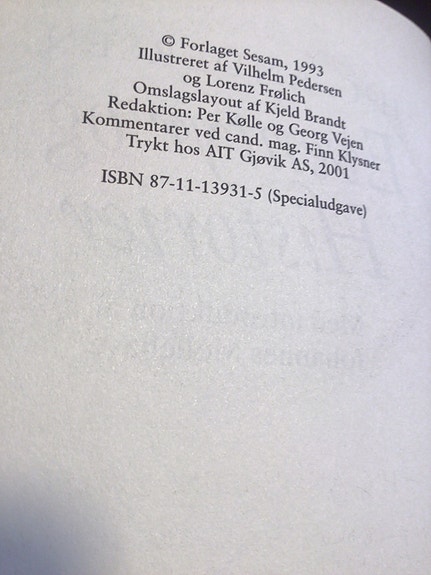 © Forlaget Sesam, 1993
Illustreret af Vilhelm Pedersen
og Lorenz Frølich
Omslagslayout af Kjeld Brandt
Redaktion: Per Kølle og Georg Vejen
Kommentarer ved cand. mag. Finn Klysner
Trykt hos AIT Gjøvik AS, 2001
ISBN 87-11-13931-5 (Specialudgave)